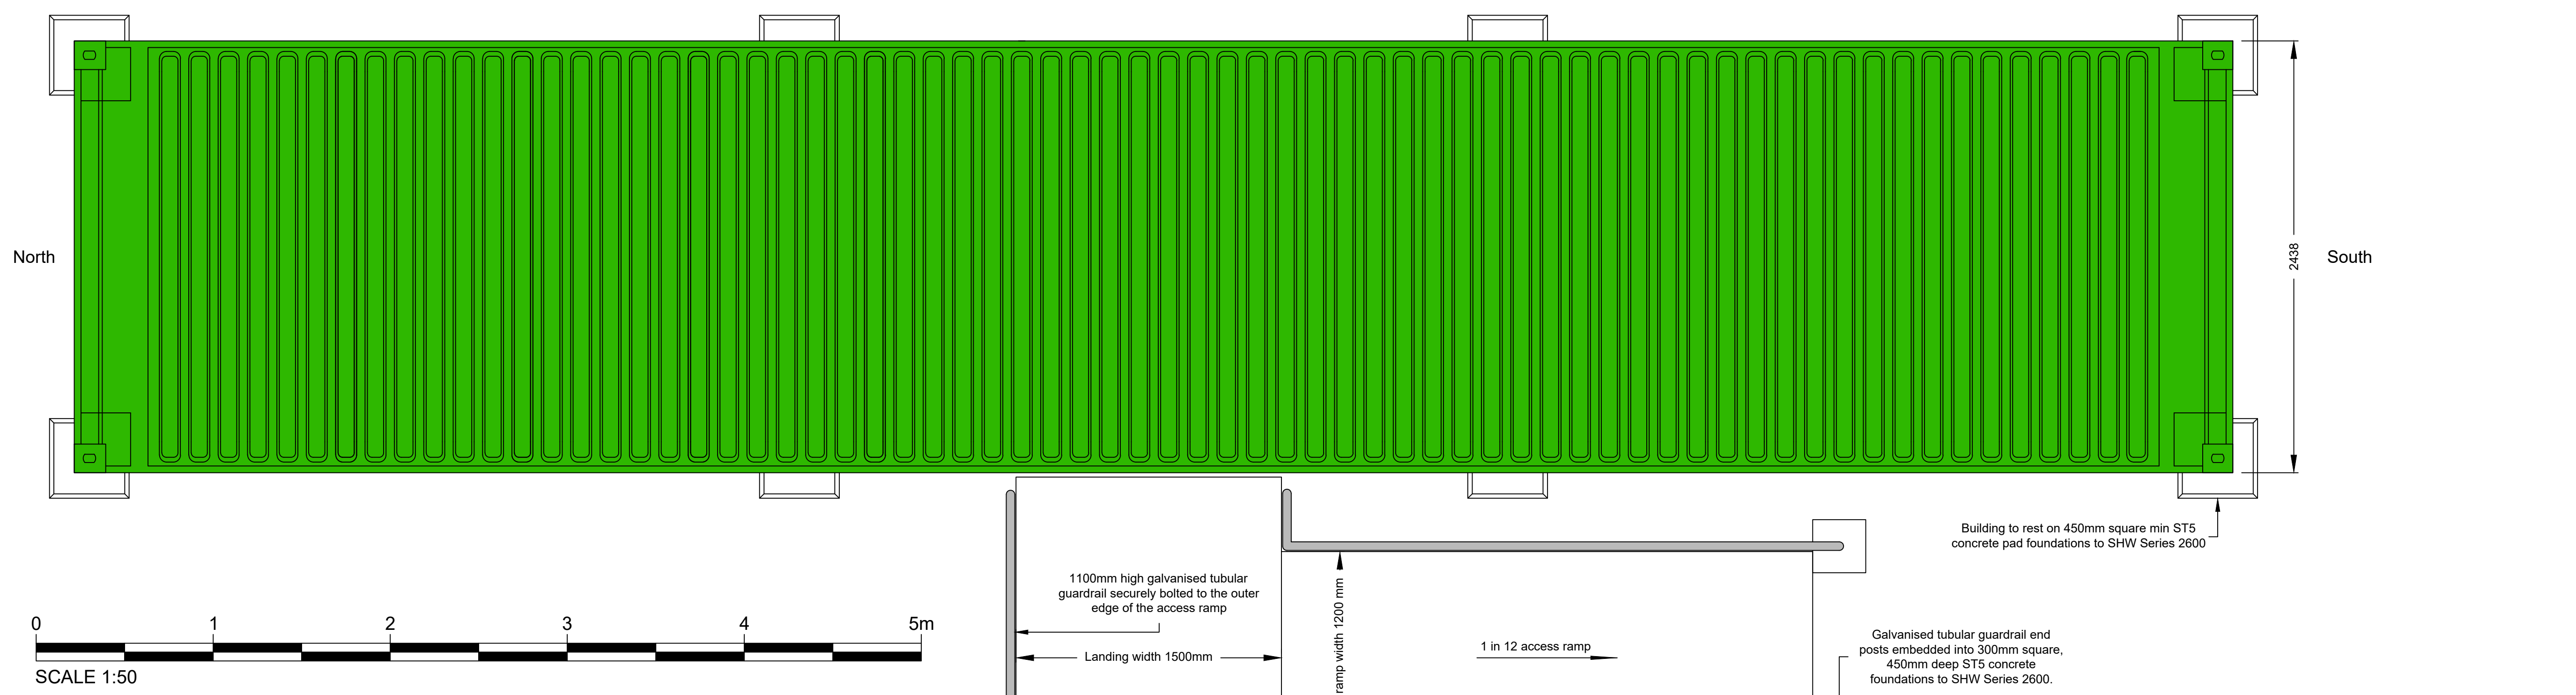 North
South
2438
Building to rest on 450mm square min ST5
concrete pad foundations to SHW Series 2600
1100mm high galvanised tubular
guardrail securely bolted to the outer
edge of the access ramp
Landing width 1500mm
ramp width 1200 mm
1 in 12 access ramp
Galvanised tubular guardrail end
posts embedded into 300mm square,
450mm deep ST5 concrete
foundations to SHW Series 2600.
0 1 2 3 4 5m
SCALE 1:50